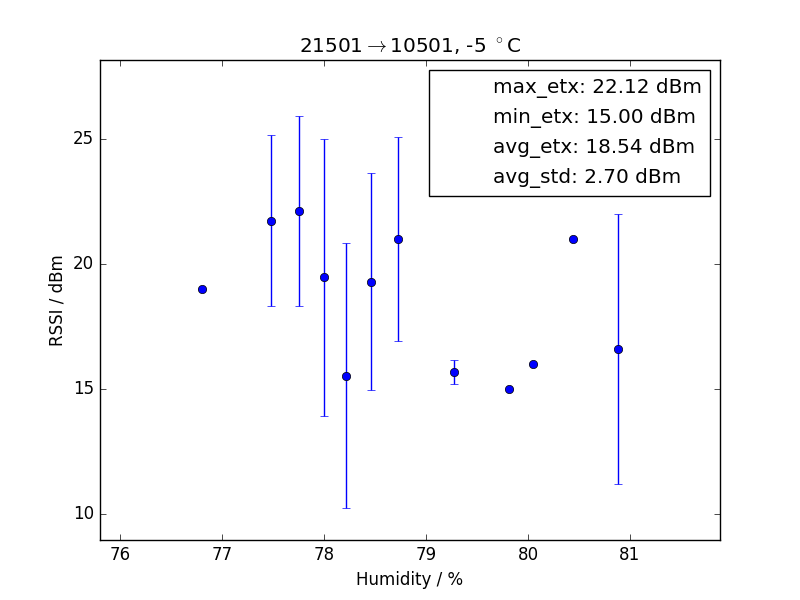 21501→10501, -5 °C
max_etx: 22.12 dBm
min_etx: 15.00 dBm
avg_etx: 18.54 dBm
avg_std: 2.70 dBm
RSSI / dBm
25
20
15
10
76 77 78 79 80 81
Humidity / %